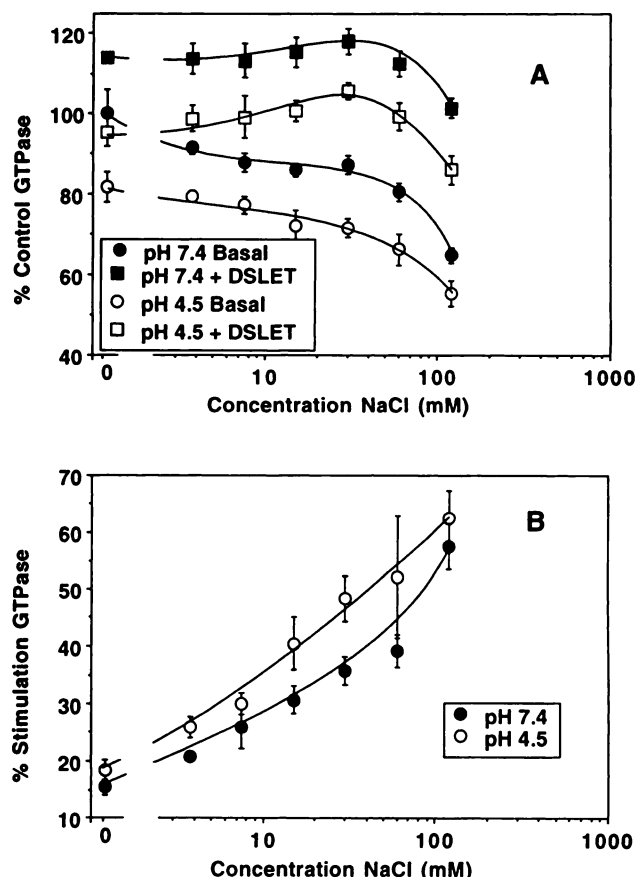 120
100
80
60
40
% Control GTPase
A
pH 7.4 Basal
pH 7.4 + DSLET
pH 4.5 Basal
pH 4.5 + DSLET
0 10 100 1000
Concentration NaCl (mM)
70
60
50
40
30
20
10
% Stimulation GTPase
B
pH 7.4
pH 4.5
0 10 100 1000
Concentration NaCl (mM)